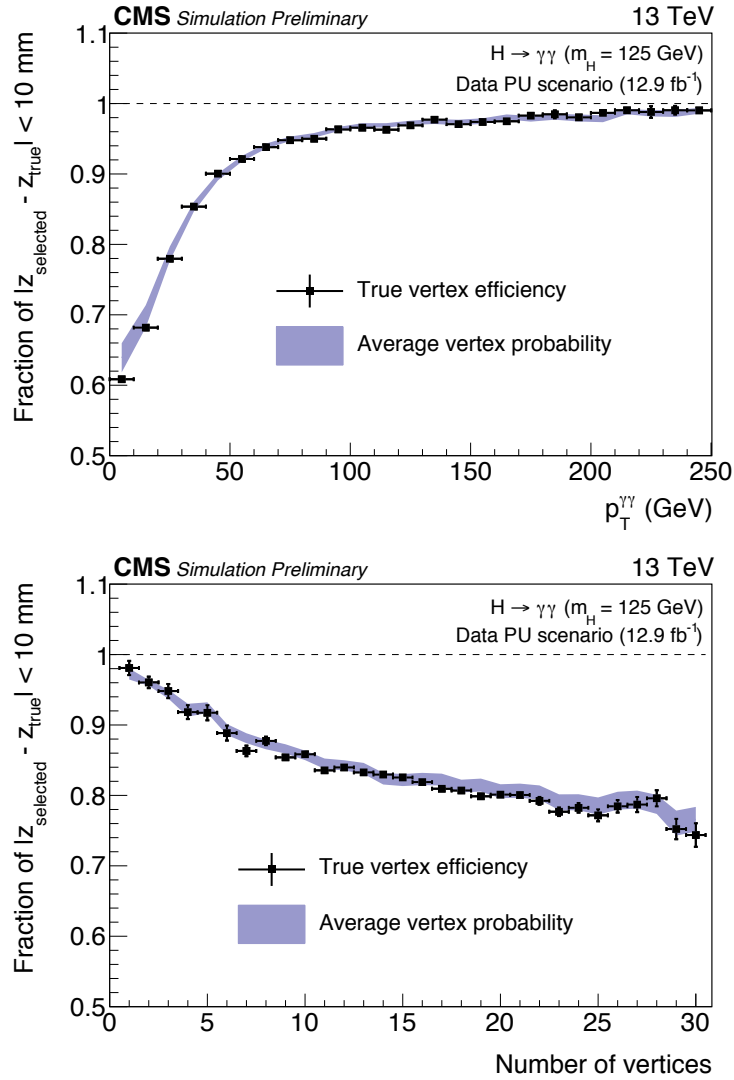 CMS Simulation Preliminary 13 TeV
1.1
H → γγ (m_H = 125 GeV)
Data PU scenario (12.9 fb⁻¹)
1
0.9
0.8
0.7
0.6
0.5
Fraction of |z_selected - z_true| < 10 mm
True vertex efficiency
Average vertex probability
0 50 100 150 200 250
p_T^γγ (GeV)
CMS Simulation Preliminary 13 TeV
1.1
H → γγ (m_H = 125 GeV)
Data PU scenario (12.9 fb⁻¹)
1
0.9
0.8
0.7
0.6
0.5
Fraction of |z_selected - z_true| < 10 mm
True vertex efficiency
Average vertex probability
0 5 10 15 20 25 30
Number of vertices